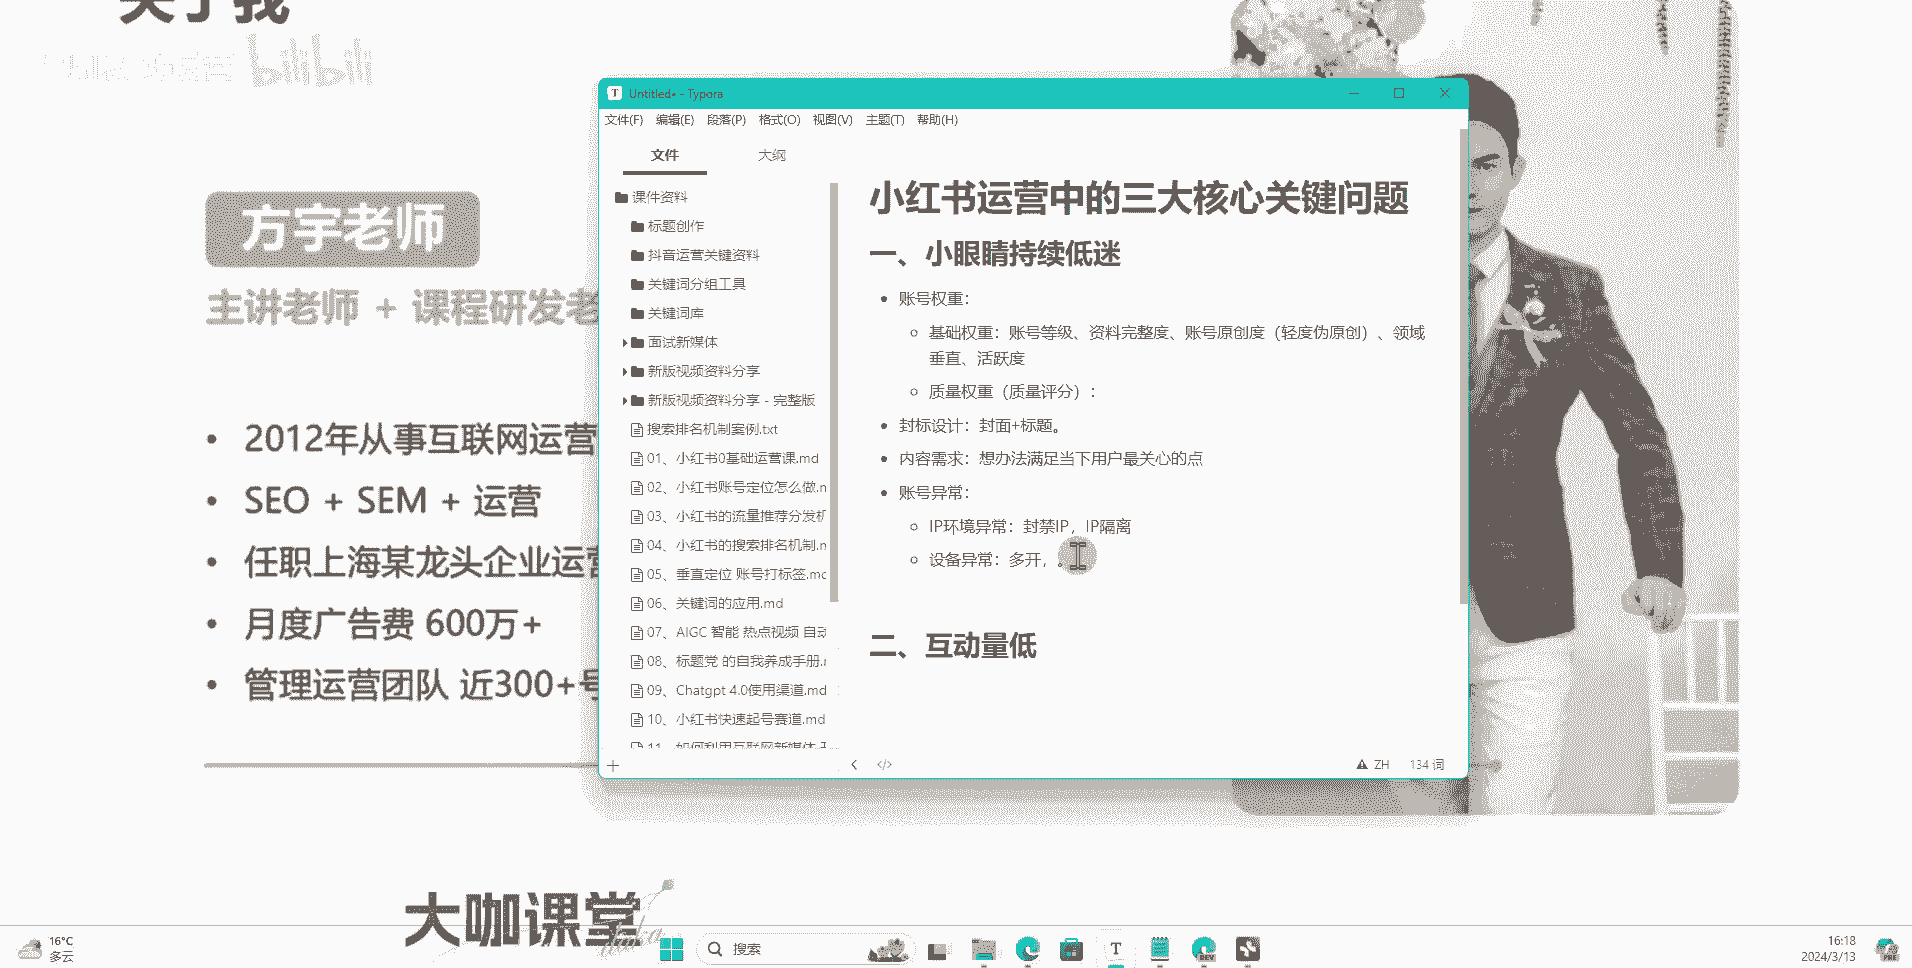 关于我
bilibili
方宇老师
主讲老师 + 课程研发老
• 2012年从事互联网运营
• SEO + SEM + 运营
• 任职上海某龙头企业运营
• 月度广告费 600万+
• 管理运营团队 近300+号
大咖课堂
Untitled• - Typora
文件(F) 编辑(E) 段落(P) 格式(O) 视图(V) 主题(T) 帮助(H)
文件 大纲
课件资料
标题创作
抖音运营关键资料
关键词分组工具
关键词库
面试新媒体
新版视频资料分享
新版视频资料分享 - 完整版
搜索排名机制案例.txt
01、小红书0基础运营课.md
02、小红书账号定位怎么做.m
03、小红书的流量推荐分发机
04、小红书的搜索排名机制.m
05、垂直定位 账号打标签.mc
06、关键词的应用.md
07、AIGC 智能 热点视频 自动
08、标题党 的自我养成手册.r
09、Chatgpt 4.0使用渠道.md
10、小红书快速起号赛道.md
11、如何利用互联网新媒体
小红书运营中的三大核心关键问题
一、小眼睛持续低迷
• 账号权重：
基础权重：账号等级、资料完整度、账号原创度（轻度伪原创）、领域
垂直、活跃度
质量权重（质量评分）：
• 封标设计：封面+标题。
• 内容需求：想办法满足当下用户最关心的点
• 账号异常：
IP环境异常：封禁IP，IP隔离
设备异常：多开，。
二、互动量低
ZH 134 词
16°C
多云
搜索
16:18
2024/3/13